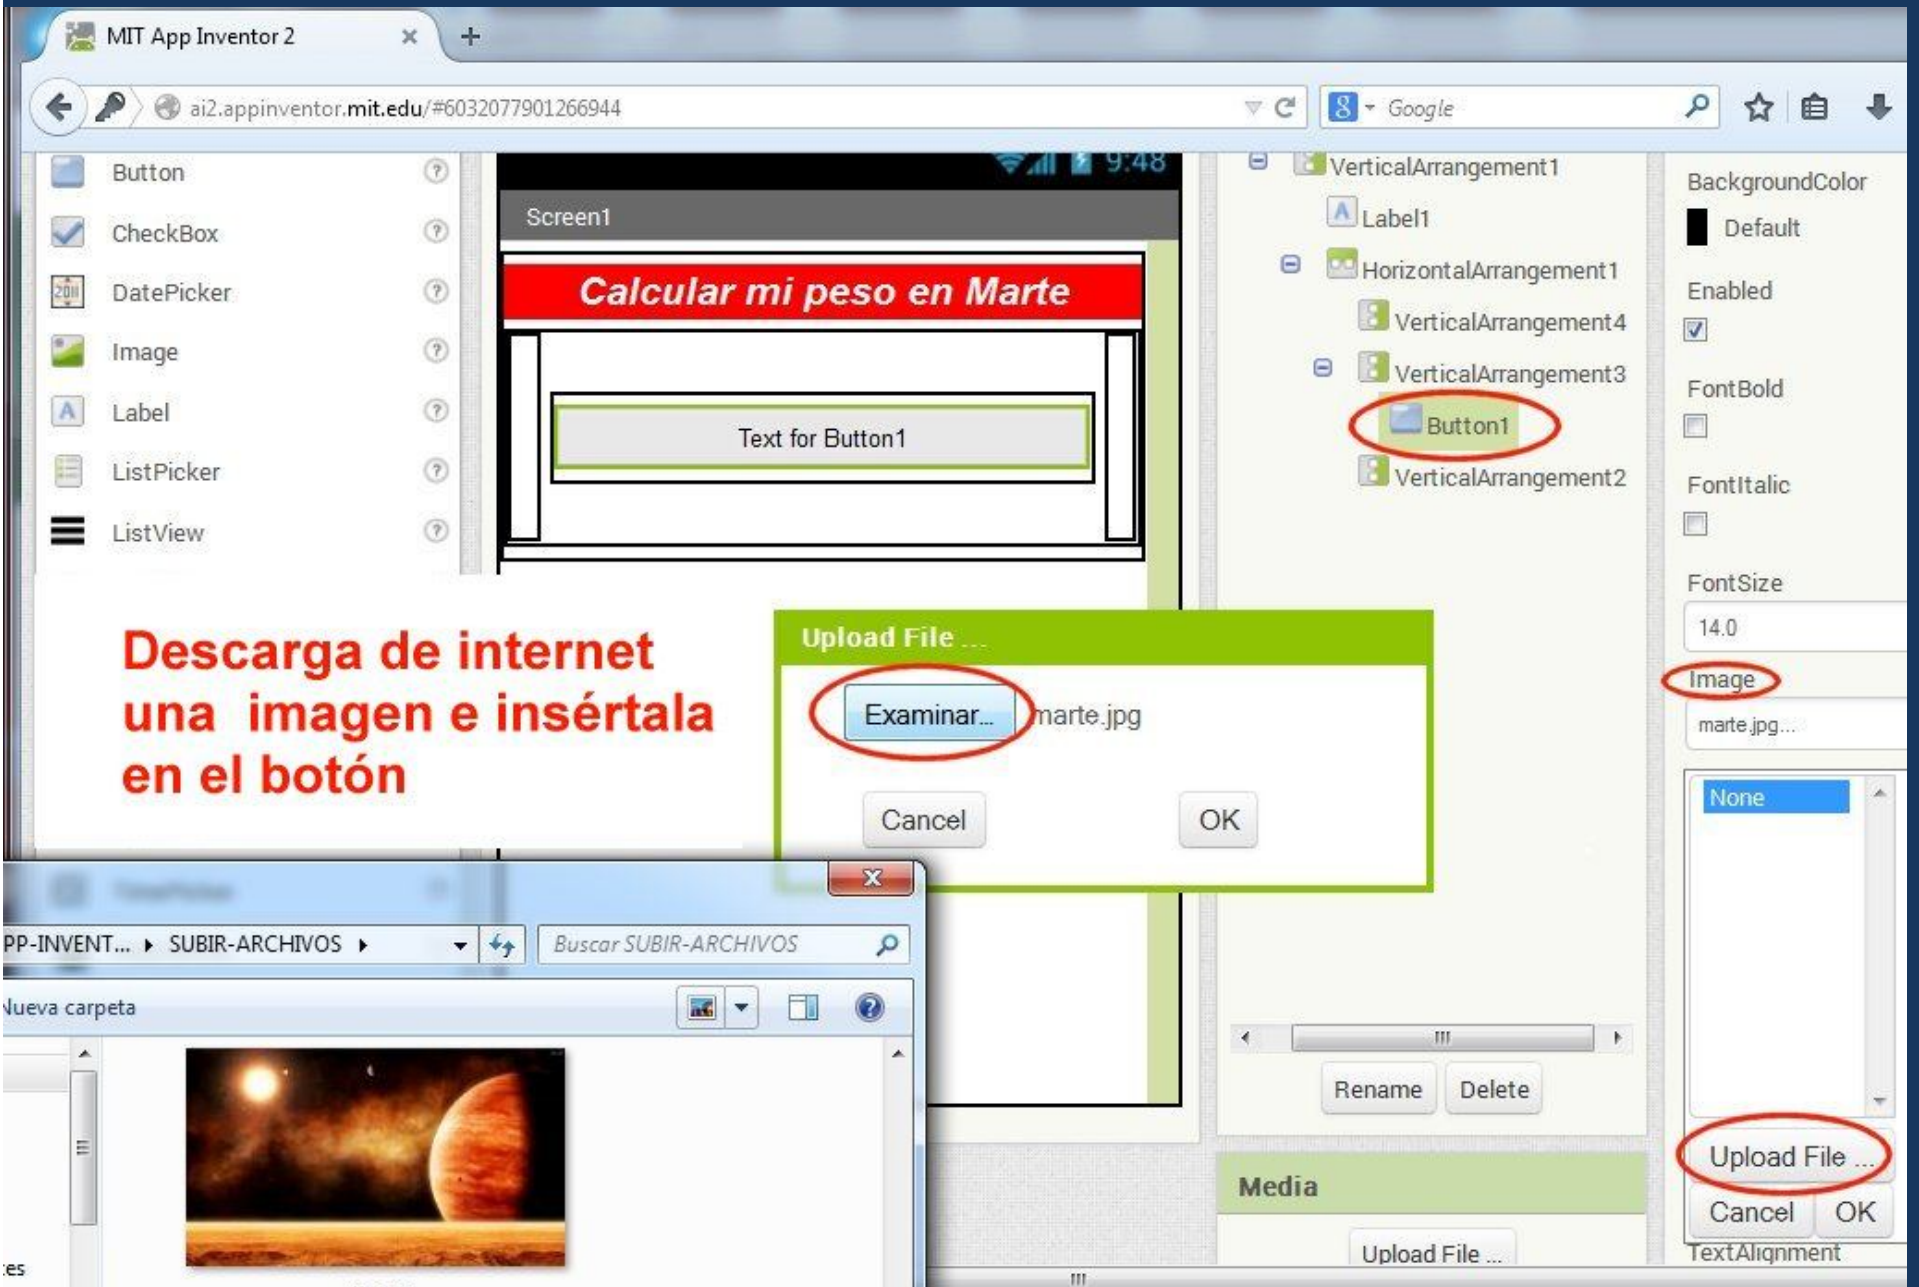 MIT App Inventor 2
ai2.appinventor.mit.edu/#6032077901266944
Google
Button
CheckBox
DatePicker
Image
Label
ListPicker
ListView
9:48
Screen1
Calcular mi peso en Marte
Text for Button1
VerticalArrangement1
Label1
HorizontalArrangement1
VerticalArrangement4
VerticalArrangement3
Button1
VerticalArrangement2
BackgroundColor
Default
Enabled
FontBold
FontItalic
FontSize
14.0
Image
marte.jpg...
None
Upload File ...
Cancel OK
TextAlignment
Descarga de internet
una imagen e insértala
en el botón
Upload File ...
Examinar... marte.jpg
Cancel OK
PP-INVENT... SUBIR-ARCHIVOS
Buscar SUBIR-ARCHIVOS
Nueva carpeta
Rename Delete
Media
Upload File ...